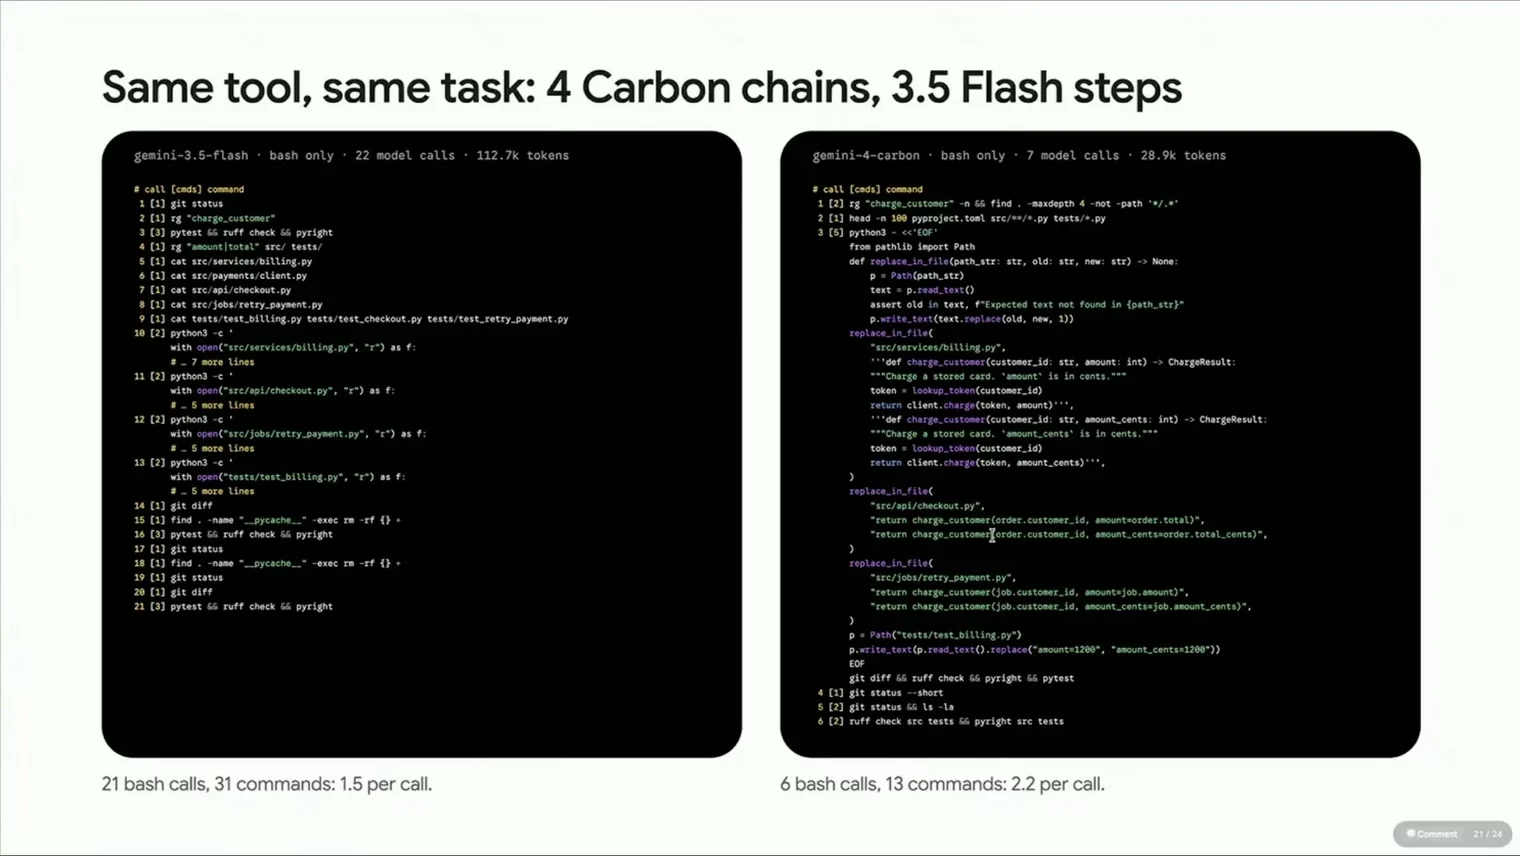 Same tool, same task: 4 Carbon chains, 3.5 Flash steps
gemini-3.5-flash · bash only · 22 model calls · 112.7k tokens
# call [cmds] command
1 [1] git status
2 [1] rg "charge_customer"
3 [3] pytest && ruff check && pyright
4 [1] rg "amount|total" src/ tests/
5 [1] cat src/services/billing.py
6 [1] cat src/payments/client.py
7 [1] cat src/api/checkout.py
8 [1] cat src/jobs/retry_payment.py
9 [1] cat tests/test_billing.py tests/test_checkout.py tests/test_retry_payment.py
10 [2] python3 -c '
with open("src/services/billing.py", "r") as f:
# … 7 more lines
11 [2] python3 -c '
with open("src/api/checkout.py", "r") as f:
# … 5 more lines
12 [2] python3 -c '
with open("src/jobs/retry_payment.py", "r") as f:
# … 5 more lines
13 [2] python3 -c '
with open("tests/test_billing.py", "r") as f:
# … 5 more lines
14 [1] git diff
15 [1] find . -name "__pycache__" -exec rm -rf {} +
16 [3] pytest && ruff check && pyright
17 [1] git status
18 [1] find . -name "__pycache__" -exec rm -rf {} +
19 [1] git status
20 [1] git diff
21 [3] pytest && ruff check && pyright
21 bash calls, 31 commands: 1.5 per call.
gemini-4-carbon · bash only · 7 model calls · 28.9k tokens
# call [cmds] command
1 [2] rg "charge_customer" -n && find . -maxdepth 4 -not -path '*/.*'
2 [1] head -n 100 pyproject.toml src/**/*.py tests/*.py
3 [5] python3 - <<'EOF'
from pathlib import Path
def replace_in_file(path_str: str, old: str, new: str) -> None:
p = Path(path_str)
text = p.read_text()
assert old in text, f"Expected text not found in {path_str}"
p.write_text(text.replace(old, new, 1))
replace_in_file(
"src/services/billing.py",
'''def charge_customer(customer_id: str, amount: int) -> ChargeResult:
"""Charge a stored card. `amount` is in cents."""
token = lookup_token(customer_id)
return client.charge(token, amount)''',
'''def charge_customer(customer_id: str, amount_cents: int) -> ChargeResult:
"""Charge a stored card. `amount_cents` is in cents."""
token = lookup_token(customer_id)
return client.charge(token, amount_cents)''',
)
replace_in_file(
"src/api/checkout.py",
"return charge_customer(order.customer_id, amount=order.total)",
"return charge_customer(order.customer_id, amount_cents=order.total_cents)",
)
replace_in_file(
"src/jobs/retry_payment.py",
"return charge_customer(job.customer_id, amount=job.amount)",
"return charge_customer(job.customer_id, amount_cents=job.amount_cents)",
)
p = Path("tests/test_billing.py")
p.write_text(p.read_text().replace("amount=1200", "amount_cents=1200"))
EOF
git diff && ruff check && pyright && pytest
4 [1] git status --short
5 [2] git status && ls -la
6 [2] ruff check src tests && pyright src tests
6 bash calls, 13 commands: 2.2 per call.
Comment 21 / 24